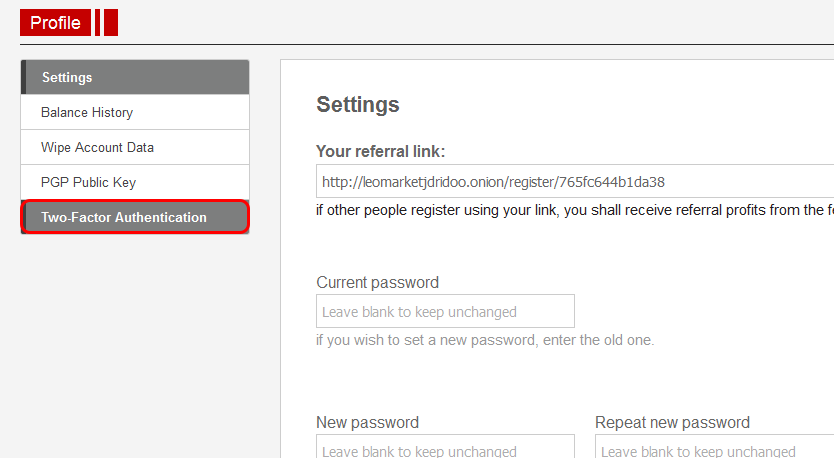 Profile
Settings
Balance History
Wipe Account Data
PGP Public Key
Two-Factor Authentication
Settings
Your referral link:
http://leomarketjdridoo.onion/register/765fc644b1da38
if other people register using your link, you shall receive referral profits from the f
Current password
Leave blank to keep unchanged
if you wish to set a new password, enter the old one.
New password
Repeat new password
Leave blank to keep unchanged
Leave blank to keep unchanged